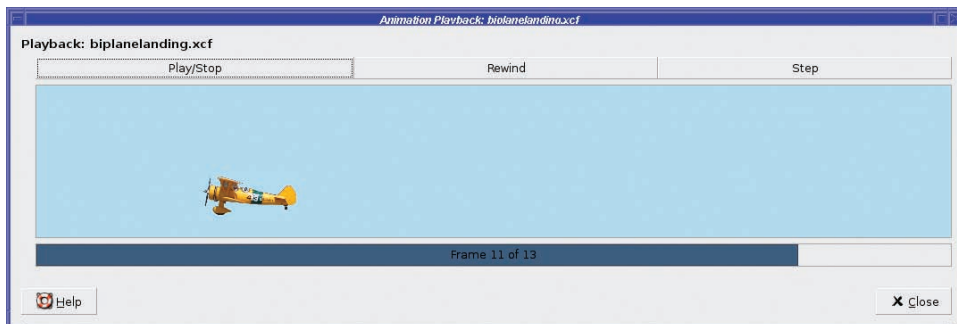 Animation Playback: biplanelanding.xcf
Playback: biplanelanding.xcf
Play/Stop Rewind Step
Frame 11 of 13
Help Close